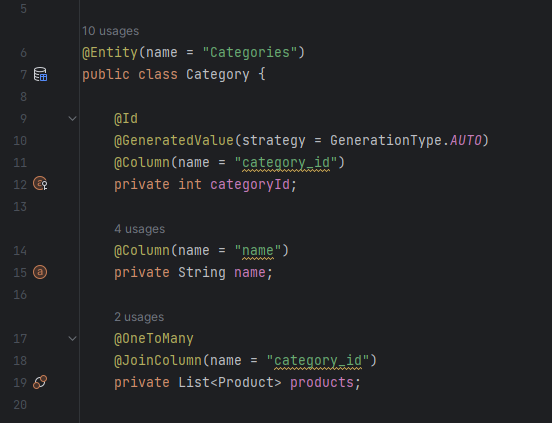 5
10 usages
6 @Entity(name = "Categories")
7 public class Category {
8
9 @Id
10 @GeneratedValue(strategy = GenerationType.AUTO)
11 @Column(name = "category_id")
12 private int categoryId;
13
4 usages
14 @Column(name = "name")
15 private String name;
16
2 usages
17 @OneToMany
18 @JoinColumn(name = "category_id")
19 private List<Product> products;
20